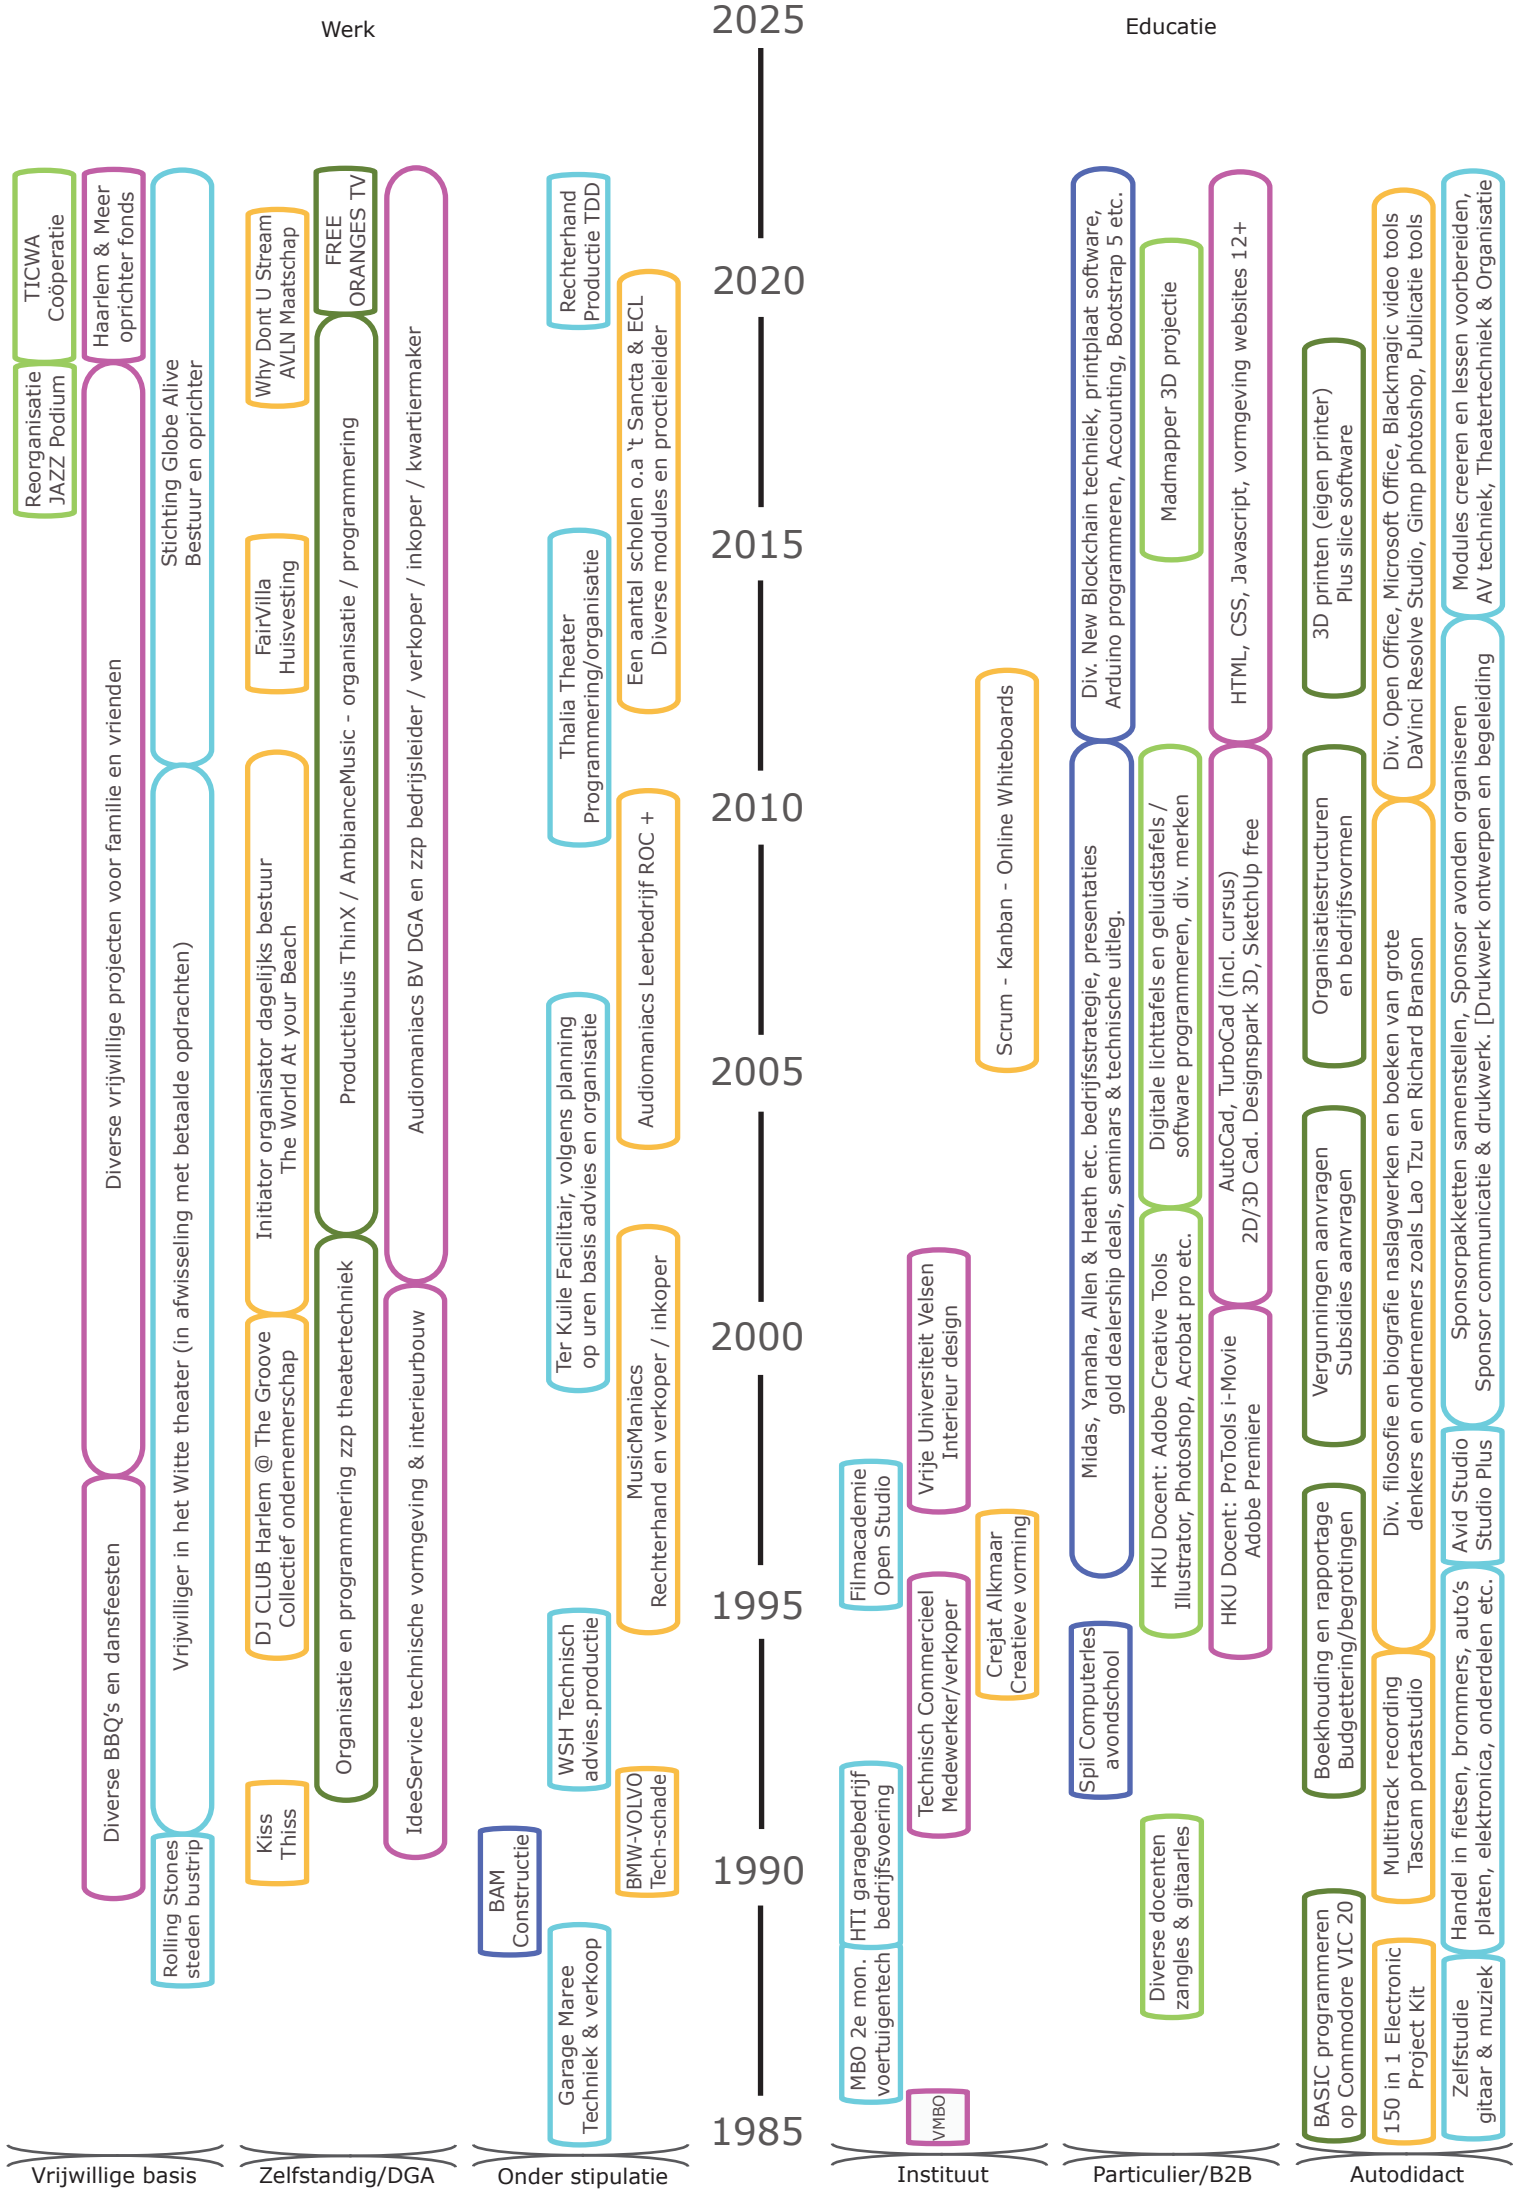 Werk
2025
Educatie
TICWA
Coöperatie
Reorganisatie
JAZZ Podium
Haarlem & Meer
oprichter fonds
Diverse vrijwillige projecten voor familie en vrienden
Diverse BBQ's en dansfeesten
Stichting Globe Alive
Bestuur en oprichter
Vrijwilliger in het Witte theater (in afwisseling met betaalde opdrachten)
Rolling Stones
steden bustrip
Why Dont U Stream
AVLN Maatschap
FairVilla
Huisvesting
Initiator organisator dagelijks bestuur
The World At your Beach
DJ CLUB Harlem @ The Groove
Collectief ondernemerschap
Kiss
Thiss
FREE
ORANGES TV
Productiehuis ThinX / AmbianceMusic - organisatie / programmering
Organisatie en programmering zzp theatertechniek
Audiomaniacs BV DGA en zzp bedrijsleider / verkoper / inkoper / kwartiermaker
IdeeService technische vormgeving & interieurbouw
BAM
Constructie
Rechterhand
Productie TDD
Thalia Theater
Programmering/organisatie
Ter Kuile Facilitair, volgens planning
op uren basis advies en organisatie
WSH Technisch
advies.productie
Garage Maree
Techniek & verkoop
Een aantal scholen o.a 't Sancta & ECL
Diverse modules en proctieleider
Audiomaniacs Leerbedrijf ROC +
MusicManiacs
Rechterhand en verkoper / inkoper
BMW-VOLVO
Tech-schade
2020
2015
2010
2005
2000
1995
1990
1985
Filmacademie
Open Studio
HTI garagebedrijf
bedrijfsvoering
MBO 2e mon.
voertuigentech
Vrije Universiteit Velsen
Interieur design
Technisch Commercieel
Medewerker/verkoper
VMBO
Scrum - Kanban - Online Whiteboards
Crejat Alkmaar
Creatieve vorming
Div. New Blockchain techniek, printplaat software,
Arduino programmeren, Accounting, Bootstrap 5 etc.
Midas, Yamaha, Allen & Heath etc. bedrijfsstrategie, presentaties
gold dealership deals, seminars & technische uitleg.
Spil Computerles
avondschool
Madmapper 3D projectie
Digitale lichttafels en geluidstafels /
software programmeren, div. merken
HKU Docent: Adobe Creative Tools
Illustrator, Photoshop, Acrobat pro etc.
Diverse docenten
zangles & gitaarles
HTML, CSS, Javascript, vormgeving websites 12+
AutoCad, TurboCad (incl. cursus)
2D/3D Cad. Designspark 3D, SketchUp free
HKU Docent: ProTools i-Movie
Adobe Premiere
3D printen (eigen printer)
Plus slice software
Organisatiestructuren
en bedrijfsvormen
Vergunningen aanvragen
Subsidies aanvragen
Boekhouding en rapportage
Budgettering/begrotingen
BASIC programmeren
op Commodore VIC 20
Div. Open Office, Microsoft Office, Blackmagic video tools
DaVinci Resolve Studio, Gimp photoshop, Publicatie tools
Div. filosofie en biografie naslagwerken en boeken van grote
denkers en ondernemers zoals Lao Tzu en Richard Branson
Multitrack recording
Tascam portastudio
150 in 1 Electronic
Project Kit
Modules creeren en lessen voorbereiden,
AV techniek, Theatertechniek & Organisatie
Sponsorpakketten samenstellen, Sponsor avonden organiseren
Sponsor communicatie & drukwerk. [Drukwerk ontwerpen en begeleiding
Avid Studio
Studio Plus
Handel in fietsen, brommers, auto's
platen, elektronica, onderdelen etc.
Zelfstudie
gitaar & muziek
Vrijwillige basis
Zelfstandig/DGA
Onder stipulatie
Instituut
Particulier/B2B
Autodidact